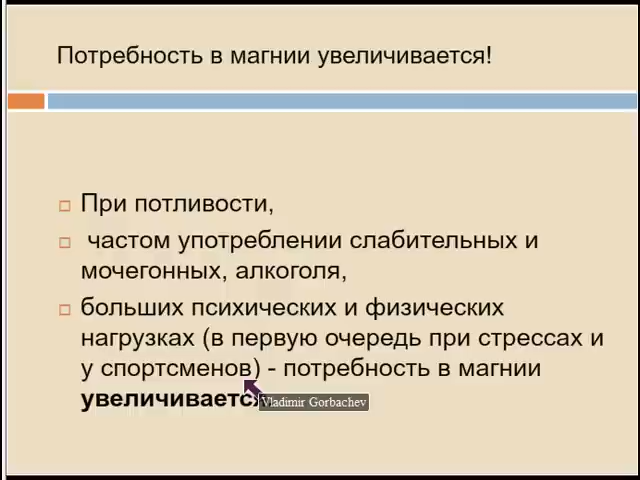 Потребность в магнии увеличивается!
При потливости,
частом употреблении слабительных и
мочегонных, алкоголя,
больших психических и физических
нагрузках (в первую очередь при стрессах и
у спортсменов) - потребность в магнии
увеличивается
Vladimir Gorbachev